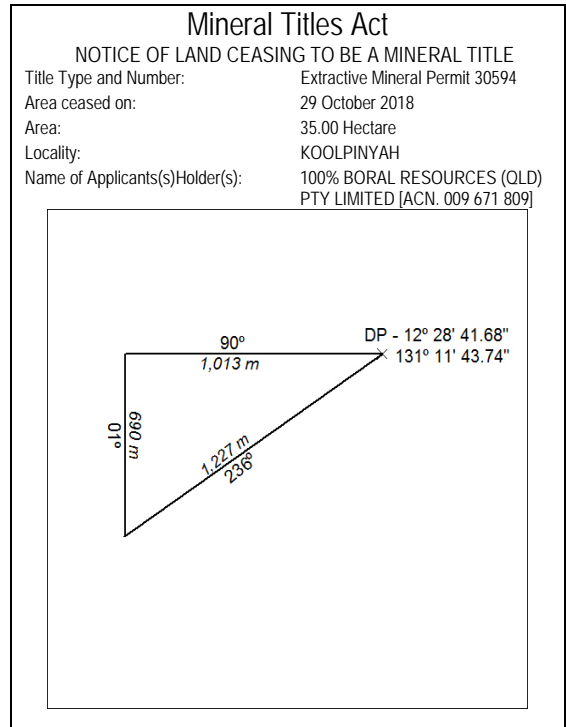 Mineral Titles Act
NOTICE OF LAND CEASING TO BE A MINERAL TITLE
Title Type and Number: Extractive Mineral Permit 30594
Area ceased on: 29 October 2018
Area: 35.00 Hectare
Locality: KOOLPINYAH
Name of Applicants(s)Holder(s): 100% BORAL RESOURCES (QLD)
PTY LIMITED [ACN. 009 671 809]
DP - 12º 28' 41.68"
131º 11' 43.74"
90º
1,013 m
690 m
01º
1,227 m
236º